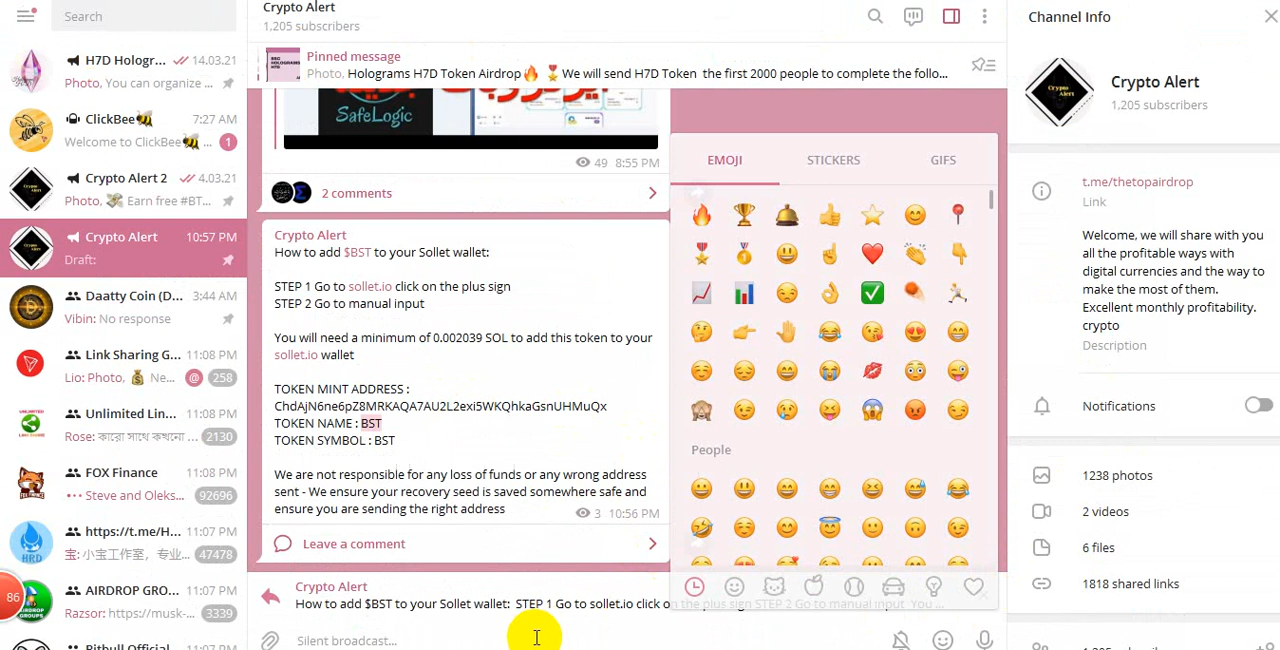 Search
H7D Hologr... 14.03.21
Photo, You can organize ...
ClickBee🐝 7:27 AM
Welcome to ClickBee🐝 ... 1
Crypto Alert 2 4.03.21
Photo, 💸 Earn free #BT...
Crypto Alert 10:57 PM
Draft:
Daatty Coin (D... 3:44 AM
Vibin: No response
Link Sharing G... 11:08 PM
Lio: Photo, 💰 Ne... @ 258
Unlimited Lin... 11:08 PM
Rose: কারো সাথে কখনো ... 2130
FOX Finance 11:08 PM
Steve and Oleks... 92696
https://t.me/H... 11:07 PM
宝: 小宝工作室，专业... 47478
AIRDROP GRO... 11:07 PM
Razsor: https://musk-... 3339
86
Pitbull Official... 11:07 PM
Crypto Alert
1,205 subscribers
Pinned message
Photo, Holograms H7D Token Airdrop🔥 🎖We will send H7D Token the first 2000 people to complete the follo...
SafeLogic
49 8:55 PM
2 comments
Crypto Alert
How to add $BST to your Sollet wallet:
STEP 1 Go to sollet.io click on the plus sign
STEP 2 Go to manual input
You will need a minimum of 0.002039 SOL to add this token to your
sollet.io wallet
TOKEN MINT ADDRESS :
ChdAjN6ne6pZ8MRKAQA7AU2L2exi5WKQhkaGsnUHMuQx
TOKEN NAME : BST
TOKEN SYMBOL : BST
We are not responsible for any loss of funds or any wrong address
sent - We ensure your recovery seed is saved somewhere safe and
ensure you are sending the right address
3 10:56 PM
Leave a comment
Crypto Alert
How to add $BST to your Sollet wallet: STEP 1 Go to sollet.io click on the plus sign STEP 2 Go to manual input You ...
Silent broadcast...
EMOJI STICKERS GIFS
People
Channel Info
Crypto Alert
1,205 subscribers
t.me/thetopairdrop
Link
Welcome, we will share with you
all the profitable ways with
digital currencies and the way to
make the most of them.
Excellent monthly profitability.
crypto
Description
Notifications
1238 photos
2 videos
6 files
1818 shared links
1,205 subscribers